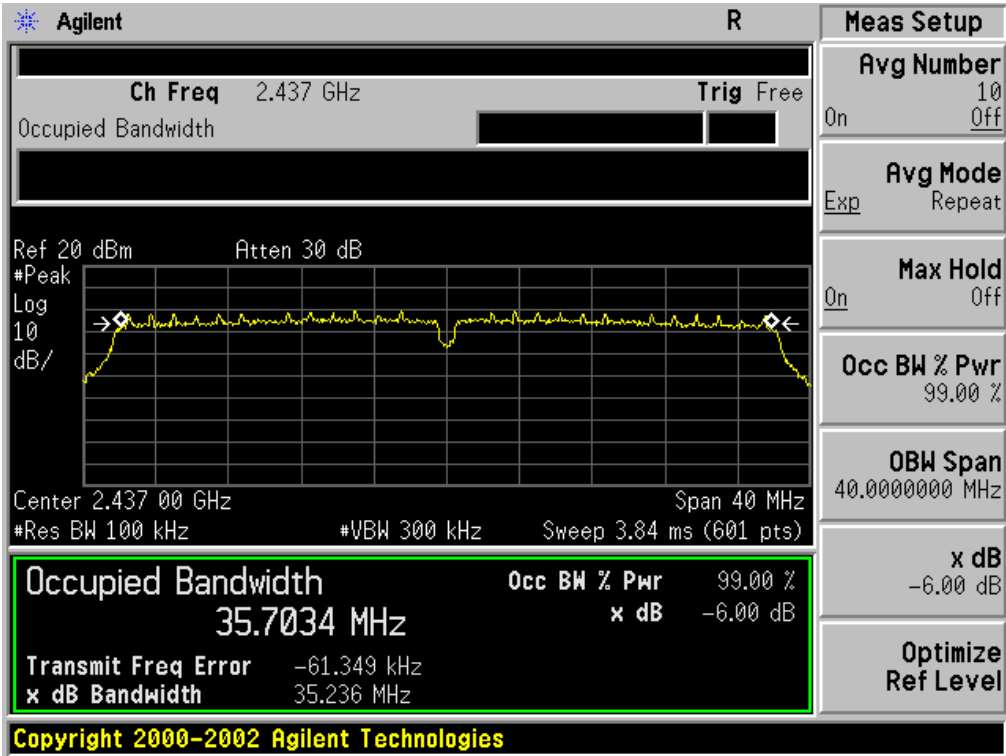 Agilent R
Ch Freq 2.437 GHz Trig Free
Occupied Bandwidth
Ref 20 dBm Atten 30 dB
#Peak
Log
10
dB/
Center 2.437 00 GHz Span 40 MHz
#Res BW 100 kHz #VBW 300 kHz Sweep 3.84 ms (601 pts)
Occupied Bandwidth Occ BW % Pwr 99.00 %
35.7034 MHz x dB -6.00 dB
Transmit Freq Error -61.349 kHz
x dB Bandwidth 35.236 MHz
Copyright 2000-2002 Agilent Technologies
Meas Setup
Avg Number
10
On Off
Avg Mode
Exp Repeat
Max Hold
On Off
Occ BW % Pwr
99.00 %
OBW Span
40.0000000 MHz
x dB
-6.00 dB
Optimize
Ref Level